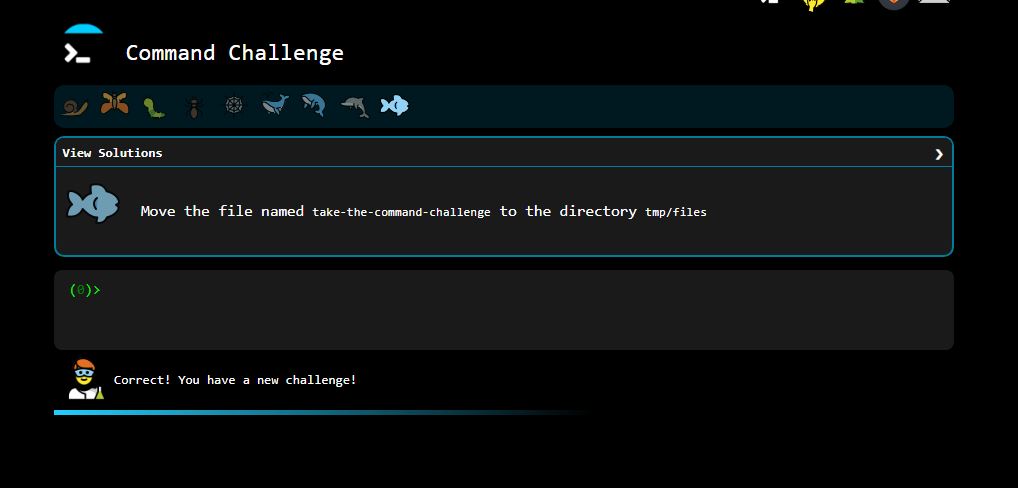 Command Challenge
View Solutions
Move the file named take-the-command-challenge to the directory tmp/files
(0)>
Correct! You have a new challenge!